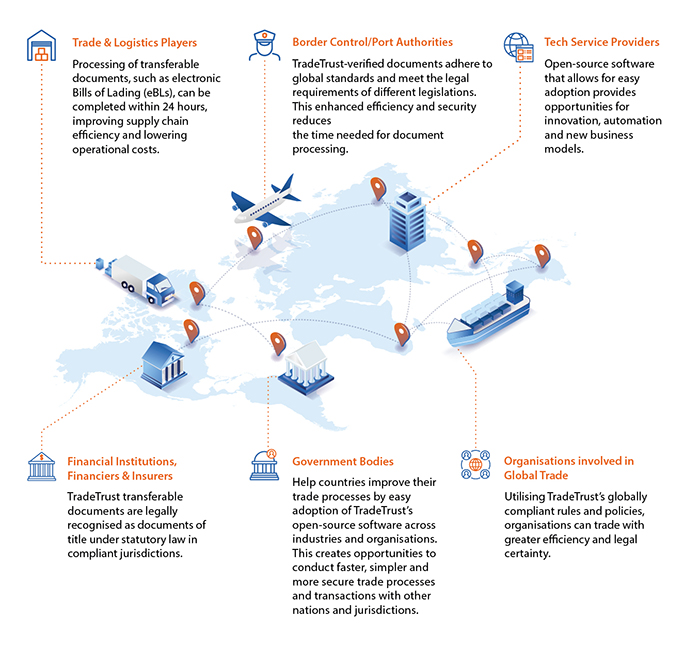 Trade & Logistics Players
Processing of transferable
documents, such as electronic
Bills of Lading (eBLs), can be
completed within 24 hours,
improving supply chain
efficiency and lowering
operational costs.
Border Control/Port Authorities
TradeTrust-verified documents adhere to
global standards and meet the legal
requirements of different legislations.
This enhanced efficiency and security
reduces
the time needed for document
processing.
Tech Service Providers
Open-source software
that allows for easy
adoption provides
opportunities for
innovation, automation
and new business
models.
Financial Institutions,
Financiers & Insurers
TradeTrust transferable
documents are legally
recognised as documents of
title under statutory law in
compliant jurisdictions.
Government Bodies
Help countries improve their
trade processes by easy
adoption of TradeTrust’s
open-source software across
industries and organisations.
This creates opportunities to
conduct faster, simpler and
more secure trade processes
and transactions with other
nations and jurisdictions.
Organisations involved in
Global Trade
Utilising TradeTrust’s globally
compliant rules and policies,
organisations can trade with
greater efficiency and legal
certainty.